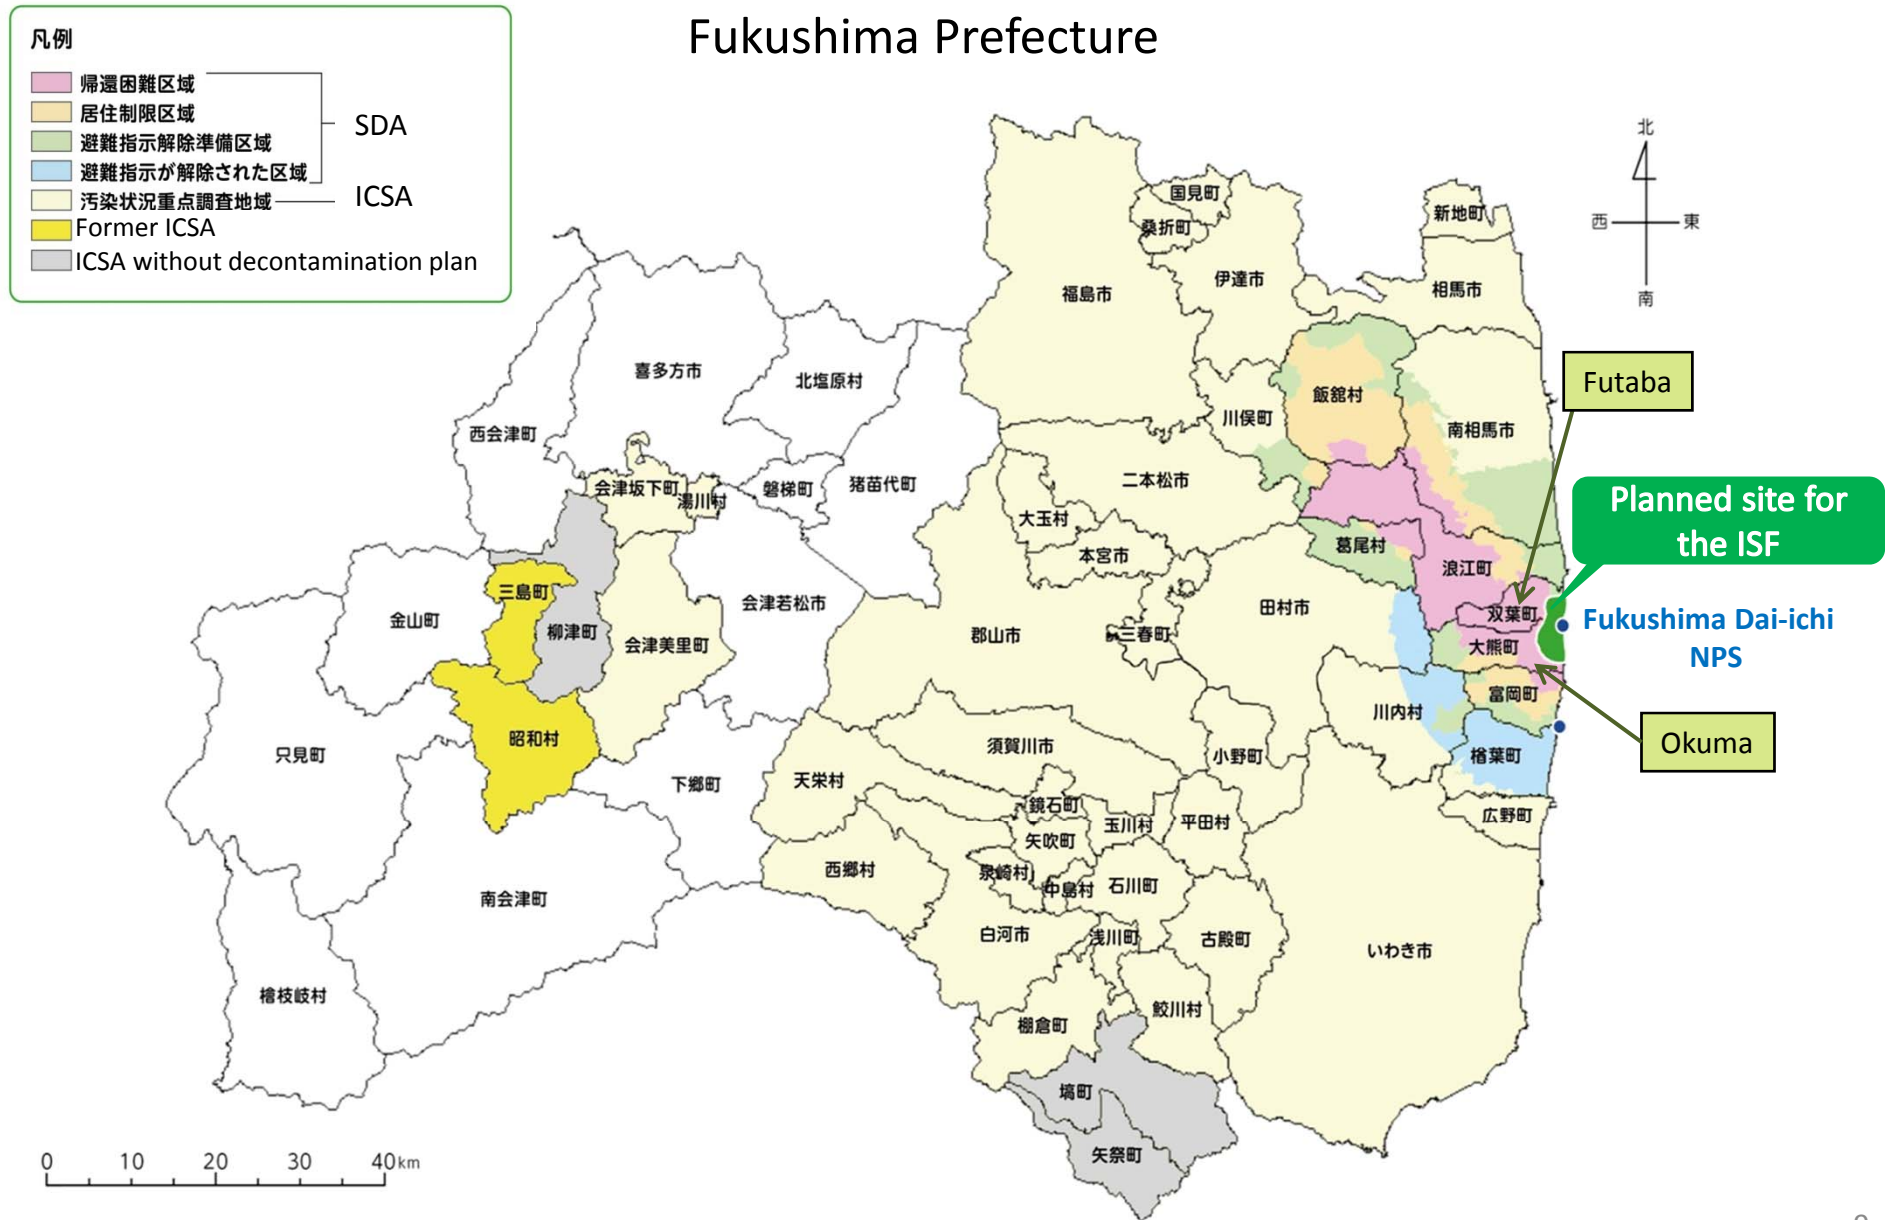 Fukushima Prefecture
凡例
帰還困難区域
居住制限区域
避難指示解除準備区域
避難指示が解除された区域
汚染状況重点調査地域
Former ICSA
ICSA without decontamination plan
SDA
ICSA
北
西
東
南
国見町
桑折町
新地町
伊達市
相馬市
福島市
喜多方市
北塩原村
飯舘村
Futaba
川俣町
南相馬市
西会津町
会津坂下町
湯川村
磐梯町
猪苗代町
二本松市
大玉村
本宮市
葛尾村
浪江町
Planned site for
the ISF
三島町
金山町
柳津町
会津若松市
会津美里町
郡山市
三春町
田村市
双葉町
大熊町
Fukushima Dai-ichi
NPS
富岡町
川内村
昭和村
只見町
須賀川市
小野町
楢葉町
Okuma
下郷町
天栄村
鏡石町
玉川村
平田村
広野町
矢吹町
西郷村
泉崎村
中島村
石川町
南会津町
白河市
浅川町
古殿町
いわき市
檜枝岐村
棚倉町
鮫川村
塙町
矢祭町
0 10 20 30 40km